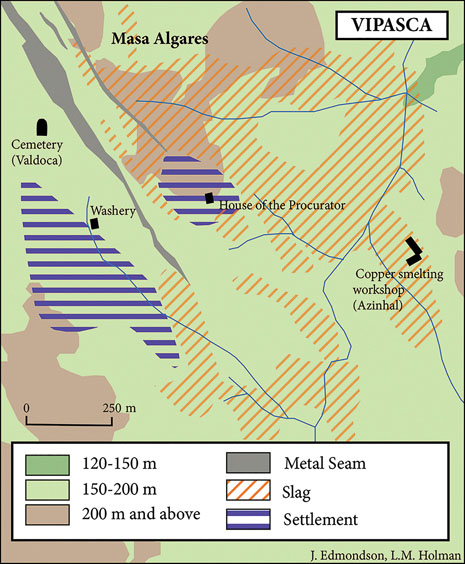 VIPASCA
Masa Algares
Cemetery
(Valdoca)
Washery
House of the Procurator
Copper smelting
workshop
(Azinhal)
0 250 m
120-150 m
150-200 m
200 m and above
Metal Seam
Slag
Settlement
J. Edmondson, L.M. Holman